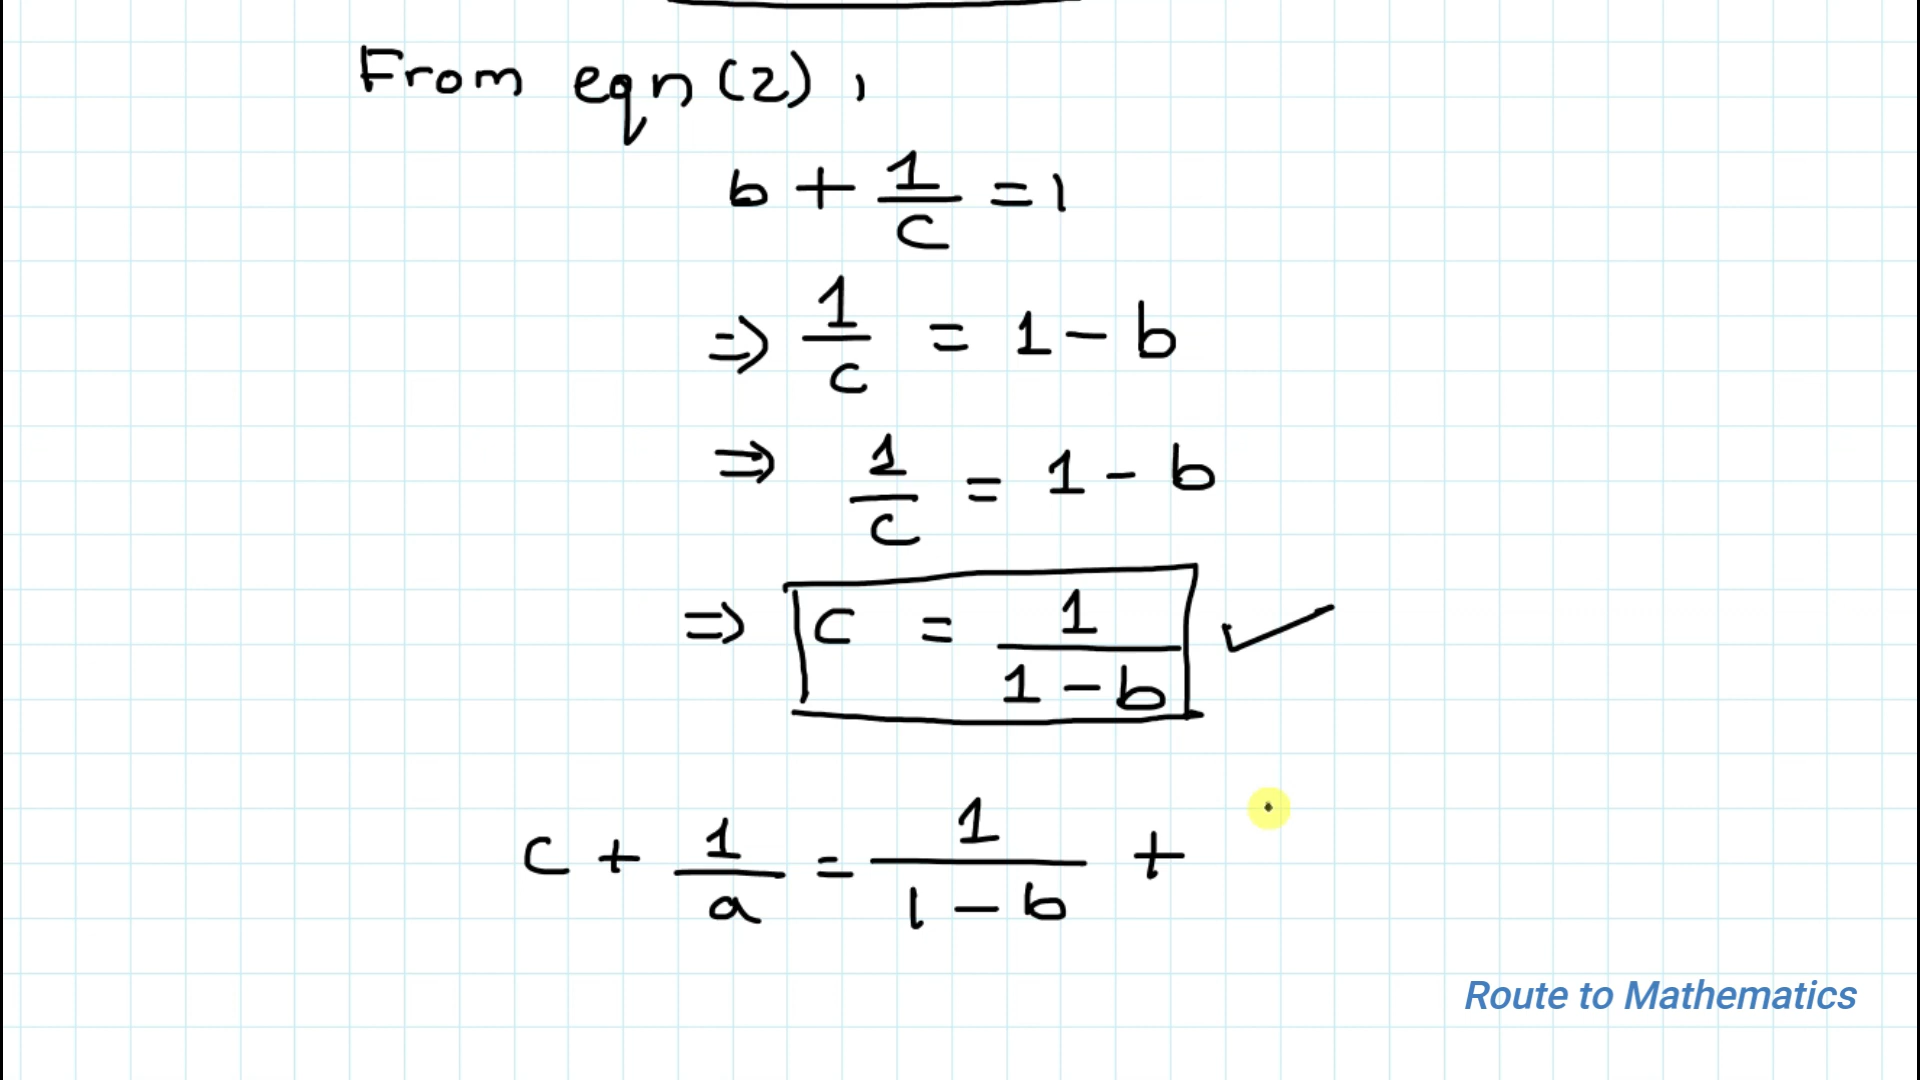 From eqn (2),
b + 1/c = 1
⇒ 1/c = 1 - b
⇒ 1/c = 1 - b
⇒ c = 1/(1 - b) ✓
c + 1/a = 1/(1 - b) +
Route to Mathematics